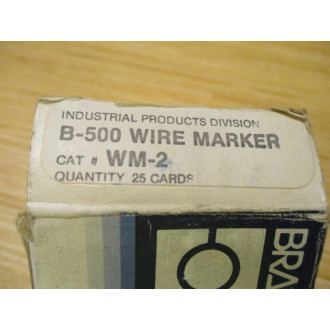 INDUSTRIAL PRODUCTS DIVISION
B-500 WIRE MARKER
CAT # WM-2
QUANTITY 25 CARDS